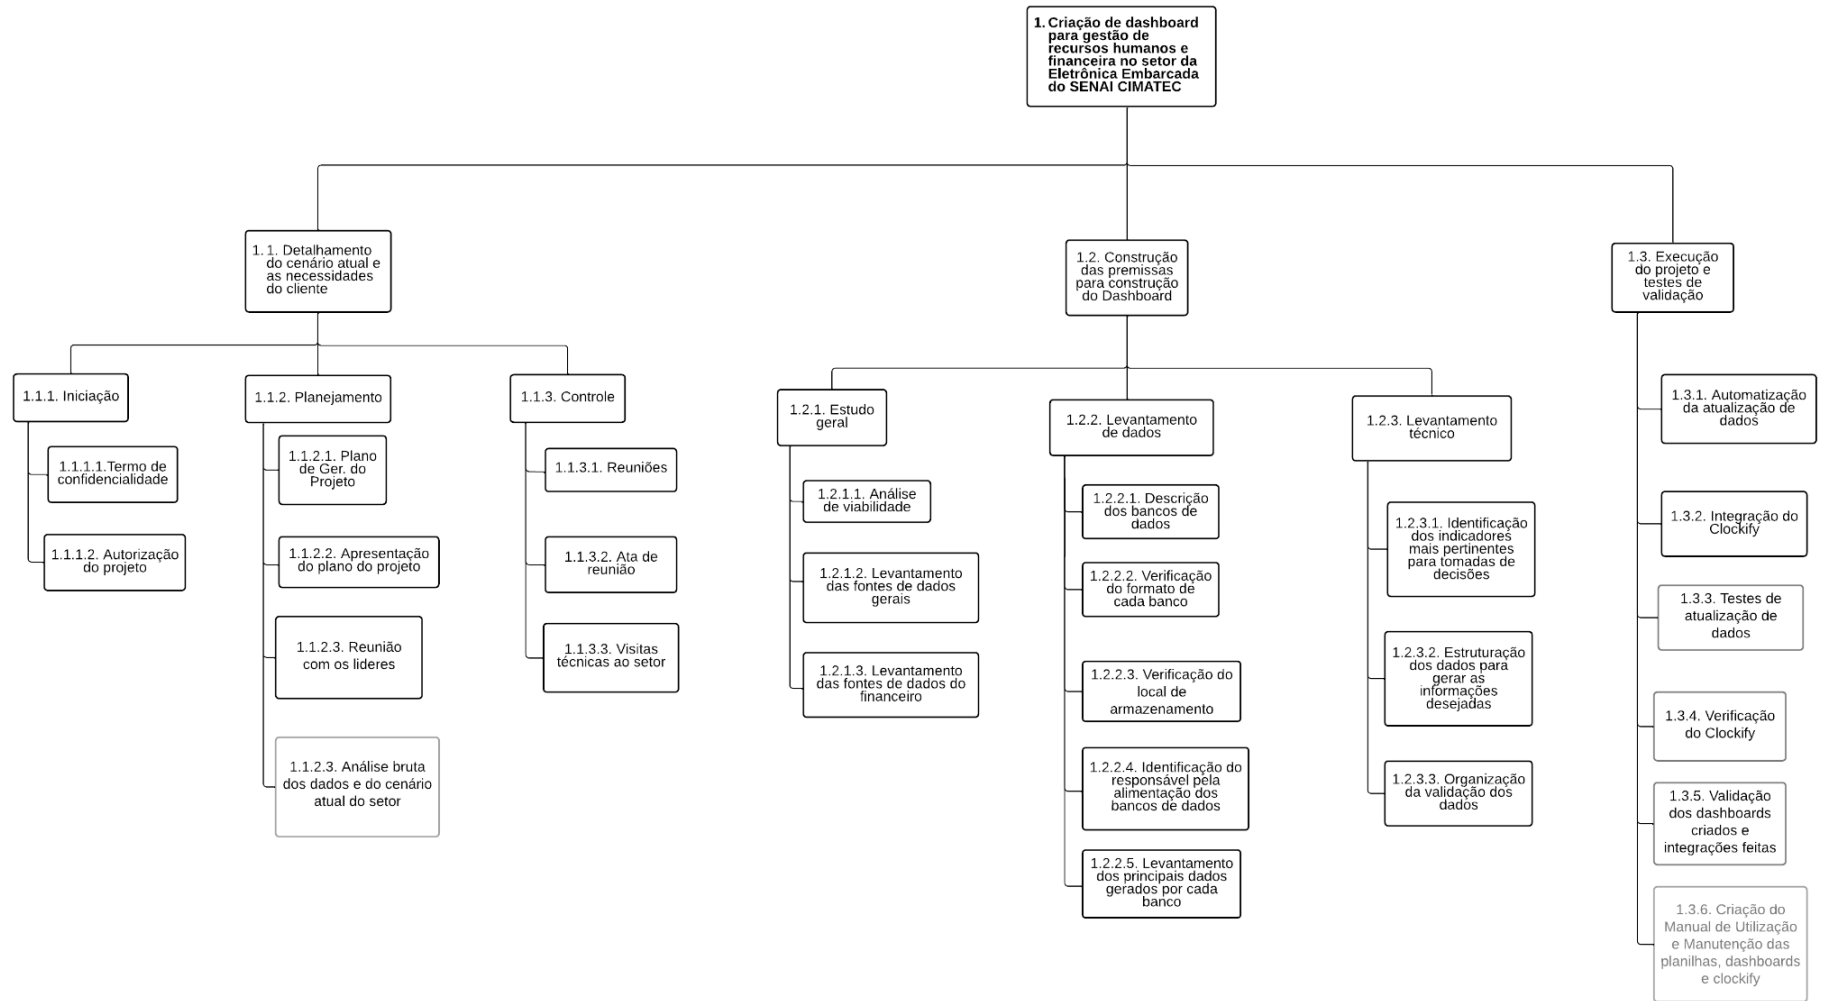 1. Criação de dashboard
para gestão de
recursos humanos e
financeira no setor da
Eletrônica Embarcada
do SENAI CIMATEC
1. 1. Detalhamento
do cenário atual e
as necessidades
do cliente
1.1.1. Iniciação
1.1.1.1.Termo de
confidencialidade
1.1.1.2. Autorização
do projeto
1.1.2. Planejamento
1.1.2.1. Plano
de Ger. do
Projeto
1.1.2.2. Apresentação
do plano do projeto
1.1.2.3. Reunião
com os lideres
1.1.2.3. Análise bruta
dos dados e do cenário
atual do setor
1.1.3. Controle
1.1.3.1. Reuniões
1.1.3.2. Ata de
reunião
1.1.3.3. Visitas
técnicas ao setor
1.2. Construção
das premissas
para construção
do Dashboard
1.2.1. Estudo
geral
1.2.1.1. Análise
de viabilidade
1.2.1.2. Levantamento
das fontes de dados
gerais
1.2.1.3. Levantamento
das fontes de dados do
financeiro
1.2.2. Levantamento
de dados
1.2.2.1. Descrição
dos bancos de
dados
1.2.2.2. Verificação
do formato de
cada banco
1.2.2.3. Verificação do
local de
armazenamento
1.2.2.4. Identificação do
responsável pela
alimentação dos
bancos de dados
1.2.2.5. Levantamento
dos principais dados
gerados por cada
banco
1.2.3. Levantamento
técnico
1.2.3.1. Identificação
dos indicadores
mais pertinentes
para tomadas de
decisões
1.2.3.2. Estruturação
dos dados para
gerar as
informações
desejadas
1.2.3.3. Organização
da validação dos
dados
1.3. Execução
do projeto e
testes de
validação
1.3.1. Automatização
da atualização de
dados
1.3.2. Integração do
Clockify
1.3.3. Testes de
atualização de
dados
1.3.4. Verificação
do Clockify
1.3.5. Validação
dos dashboards
criados e
integrações feitas
1.3.6. Criação do
Manual de Utilização
e Manutenção das
planilhas, dashboards
e clockify